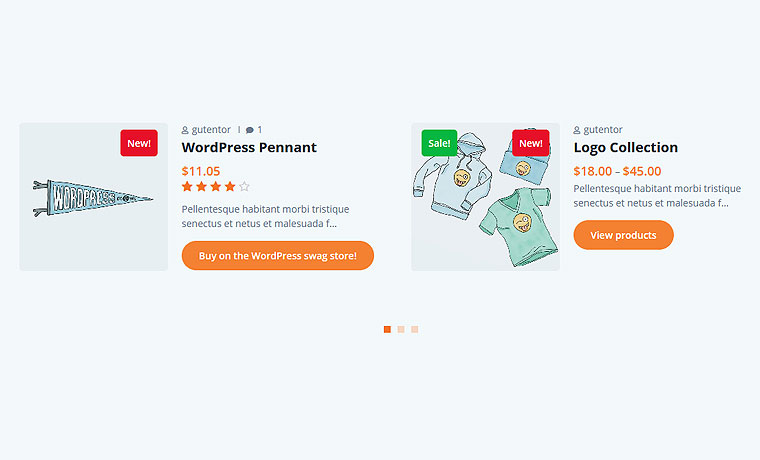 New!
WORDPRESS
gutentor | 1
WordPress Pennant
$11.05
Pellentesque habitant morbi tristique
senectus et netus et malesuada f...
Buy on the WordPress swag store!
Sale!
New!
gutentor
Logo Collection
$18.00 – $45.00
Pellentesque habitant morbi tristique
senectus et netus et malesuada f...
View products